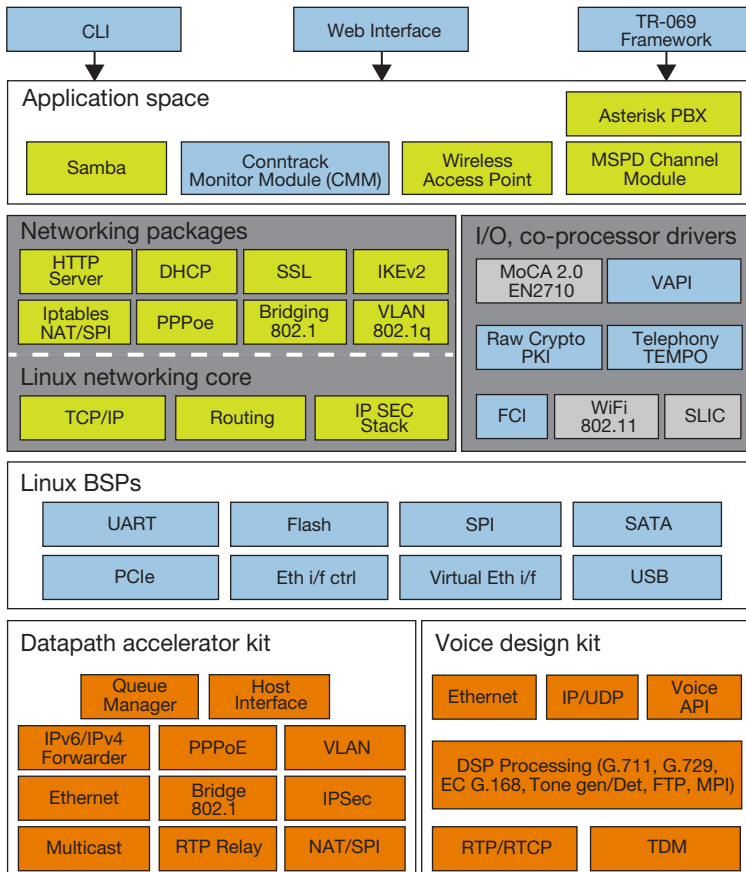 CLI
Web Interface
TR-069
Framework
Application space
Asterisk PBX
Samba
Conntrack
Monitor Module (CMM)
Wireless
Access Point
MSPD Channel
Module
Networking packages
HTTP
Server
DHCP
SSL
IKEv2
Iptables
NAT/SPI
PPPoe
Bridging
802.1
VLAN
802.1q
Linux networking core
TCP/IP
Routing
IP SEC
Stack
I/O, co-processor drivers
MoCA 2.0
EN2710
VAPI
Raw Crypto
PKI
Telephony
TEMPO
FCI
WiFi
802.11
SLIC
Linux BSPs
UART
Flash
SPI
SATA
PCIe
Eth i/f ctrl
Virtual Eth i/f
USB
Datapath accelerator kit
Queue
Manager
Host
Interface
IPv6/IPv4
Forwarder
PPPoE
VLAN
Ethernet
Bridge
802.1
IPSec
Multicast
RTP Relay
NAT/SPI
Voice design kit
Ethernet
IP/UDP
Voice
API
DSP Processing (G.711, G.729,
EC G.168, Tone gen/Det, FTP, MPI)
RTP/RTCP
TDM